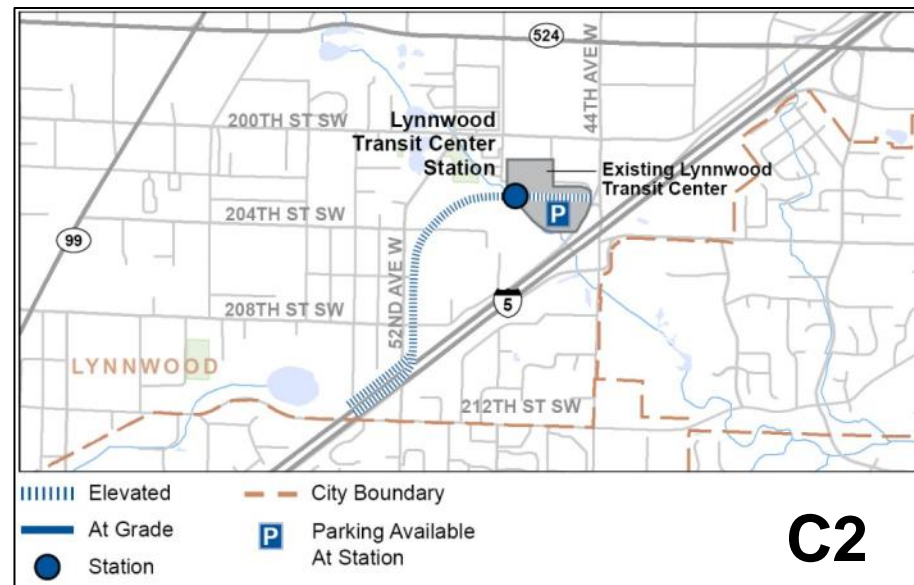 524
44TH AVE W
200TH ST SW
Lynnwood
Transit Center
Station
Existing Lynnwood
Transit Center
204TH ST SW
P
99
52ND AVE W
5
208TH ST SW
LYNNWOOD
212TH ST SW
Elevated
City Boundary
At Grade
P
Parking Available
At Station
Station
C2